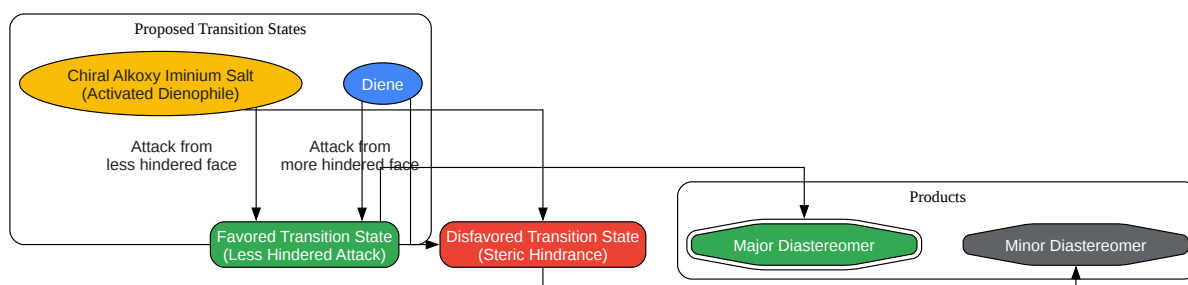 Proposed Transition States
Chiral Alkoxy Iminium Salt
(Activated Dienophile)
Diene
Attack from
less hindered face
Attack from
more hindered face
Products
Favored Transition State
(Less Hindered Attack)
Disfavored Transition State
(Steric Hindrance)
Major Diastereomer
Minor Diastereomer